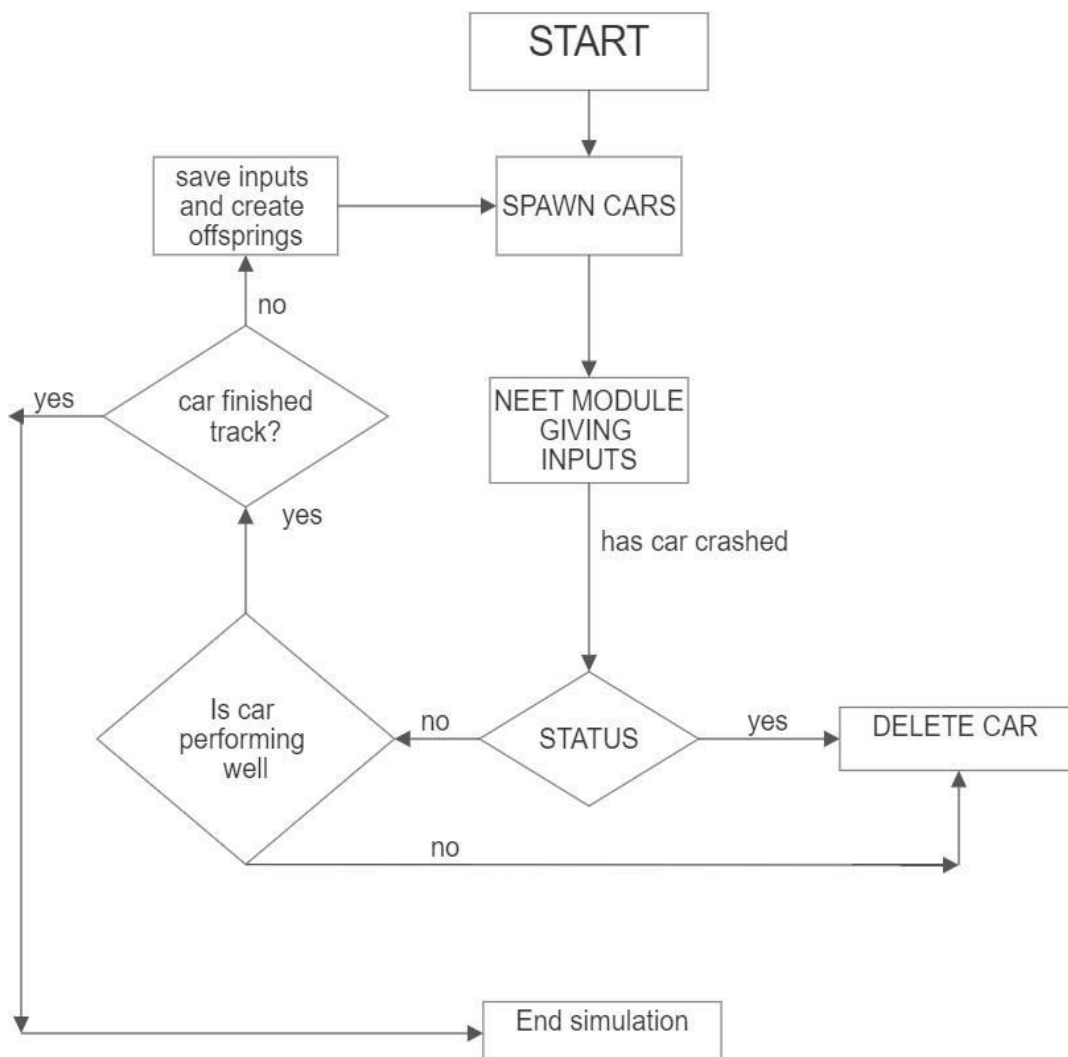 START
save inputs
and create
offsprings
SPAWN CARS
no
yes
car finished
track?
NEET MODULE
GIVING
INPUTS
yes
has car crashed
Is car
performing
well
no
STATUS
yes
DELETE CAR
no
End simulation